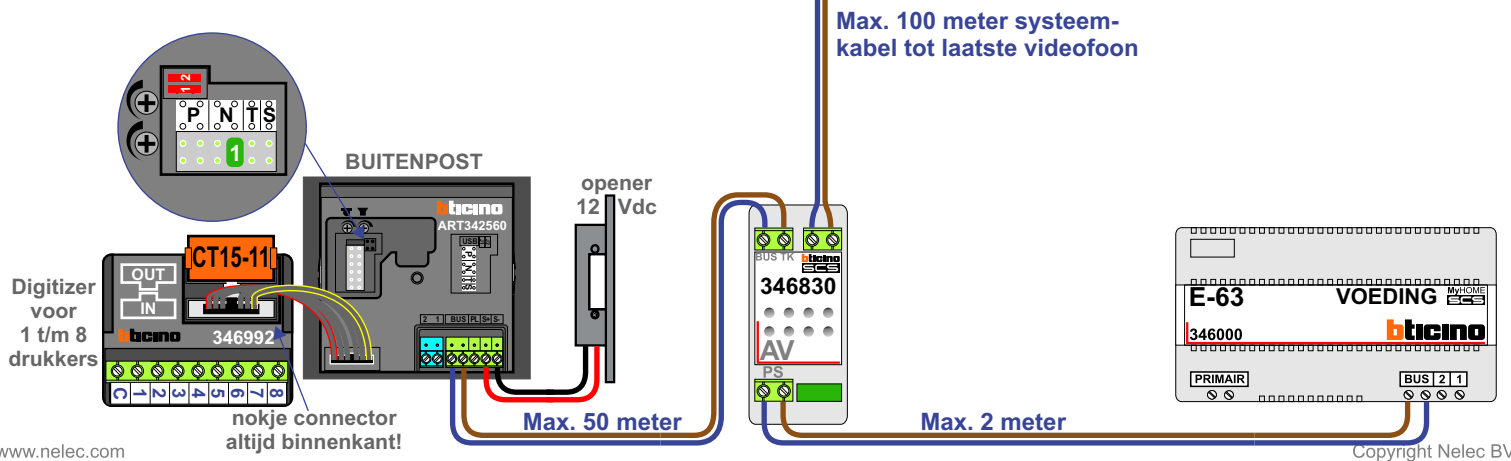 Max. 100 meter systeem-
kabel tot laatste videofoon
2
1
P N T S
1
BUITENPOST
opener
12 Vdc
bticino
ART342560
USB
P N T S
2 1 BUS PL S+ S-
CT15-11
OUT
IN
bticino
346992
Digitizer
voor
1 t/m 8
drukkers
C 1 2 3 4 5 6 7 8
nokje connector
altijd binnenkant!
BUS TK bticino
SCS
346830
AV
PS
Max. 50 meter
Max. 2 meter
E-63 VOEDING MyHOME
SCS
346000 bticino
PRIMAIR
BUS 2 1
www.nelec.com
Copyright Nelec BV